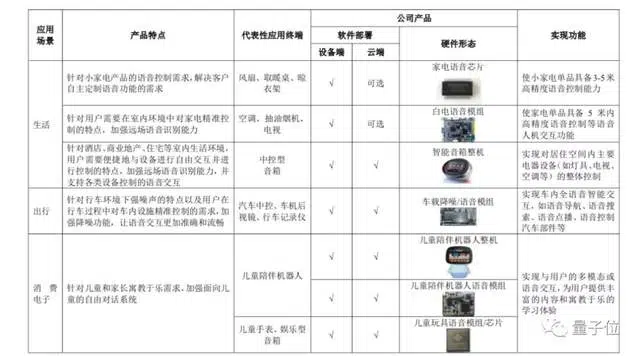 应用
场景
产品特点
代表性应用终端
公司产品
软件部署
设备端
云端
硬件形态
实现功能
生活
针对小家电产品的语音控制需求，解决客户
自主定制语音功能的需求
风扇、取暖桌、晾
衣架
√
可选
家电语音芯片
使小家电单品具备3-5米
高精度语音控制能力
针对用户需要在室内环境中对家电精准控
制的特点，加强远场语音识别能力
空调、抽油烟机、
电视
√
可选
白电语音模组
使家电单品具备 5 米内
高精度语音控制等语音
人机交互功能
针对酒店、商业地产、住宅等室内生活环境，
用户需要便捷地与设备进行自由交互并进
行控制的特点，加强远场语音识别能力，并
支持各类设备控制的语音交互
中控型
音箱
√
√
智能音箱整机
实现对居住空间内主要
电器设备（如灯具、电视、
空调等）的整体控制
出行
针对行车环境下强噪声的特点以及用户在
行车过程中对车内设施精准控制的需求，加
强降噪功能，让语音交互更加准确和流畅
汽车中控、车机后
视镜、行车记录仪
√
√
车载降噪/语音模组
实现车内全语音智能交
互，如语音导航、语音搜
索、语音点播、语音控制
汽车部件等
消 费
电子
针对儿童和家长寓教于乐需求，加强面向儿
童的自由对话系统
儿童陪伴机器人
√
√
儿童陪伴机器人整机
√
√
儿童陪伴机器人语音模组
儿童手表、娱乐型
音箱
√
√
儿童玩具语音模组/芯片
实现与用户的多模态或
语音交互，为用户提供丰
富的内容和寓教于乐的
学习体验
量子位